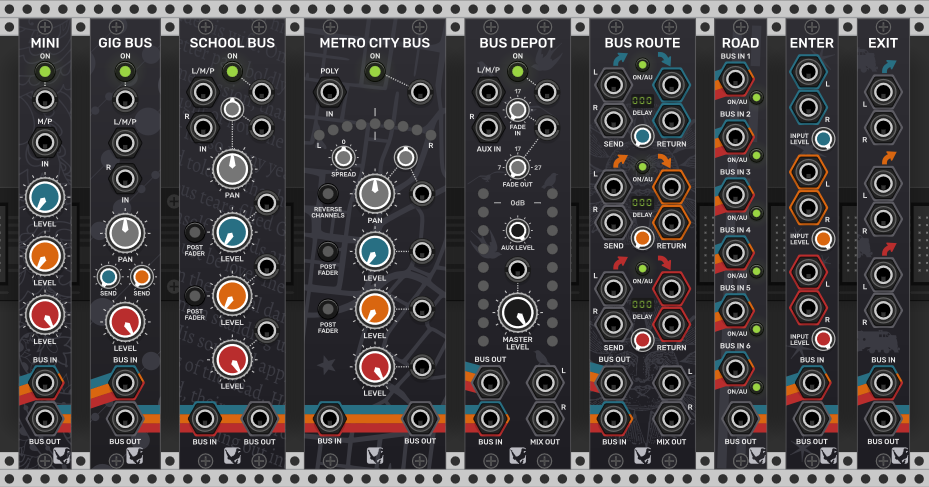 MINI
ON
M/P
IN
LEVEL
LEVEL
LEVEL
BUS IN
BUS OUT
GIG BUS
ON
L/M/P
R
IN
PAN
SEND
SEND
LEVEL
BUS IN
BUS OUT
SCHOOL BUS
ON
L/M/P
R
IN
PAN
POST
FADER
LEVEL
POST
FADER
LEVEL
LEVEL
BUS IN
BUS OUT
METRO CITY BUS
POLY
ON
IN
L
0
R
SPREAD
REVERSE
CHANNELS
PAN
POST
FADER
LEVEL
POST
FADER
LEVEL
LEVEL
BUS IN
BUS OUT
BUS DEPOT
ON
L/M/P
17
R
FADE
IN
AUX IN
17
7
27
FADE OUT
0dB
AUX LEVEL
MASTER
LEVEL
BUS OUT
L
R
BUS IN
MIX OUT
BUS ROUTE
L
ON/AU
R
DELAY
SEND
RETURN
L
ON/AU
R
DELAY
SEND
RETURN
L
ON/AU
R
DELAY
SEND
RETURN
BUS OUT
L
R
BUS IN
MIX OUT
ROAD
BUS IN 1
ON/AU
BUS IN 2
ON/AU
BUS IN 3
ON/AU
BUS IN 4
ON/AU
BUS IN 5
ON/AU
BUS IN 6
ON/AU
BUS OUT
ENTER
L
R
INPUT
LEVEL
L
R
INPUT
LEVEL
L
R
INPUT
LEVEL
BUS IN
BUS OUT
EXIT
L
R
L
R
L
R
BUS IN
BUS OUT